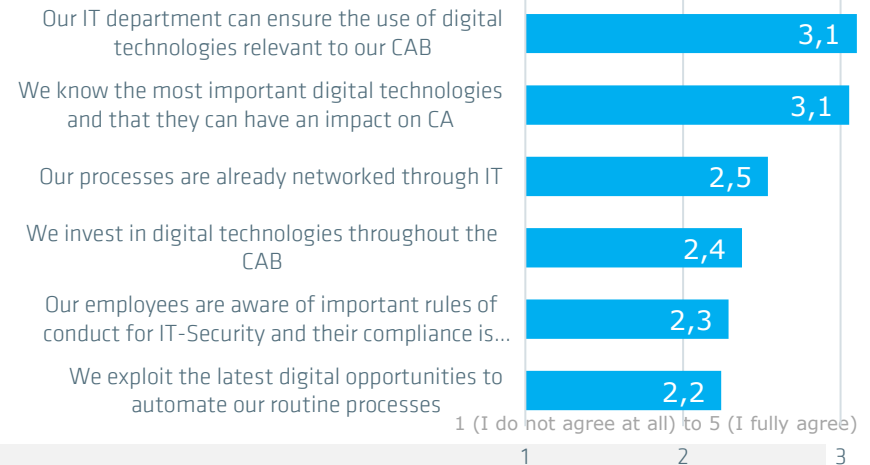 Our IT department can ensure the use of digital
technologies relevant to our CAB
3,1
We know the most important digital technologies
and that they can have an impact on CA
3,1
Our processes are already networked through IT
2,5
We invest in digital technologies throughout the
CAB
2,4
Our employees are aware of important rules of
conduct for IT-Security and their compliance is...
2,3
We exploit the latest digital opportunities to
automate our routine processes
2,2
1 (I do not agree at all) to 5 (I fully agree)
1 2 3